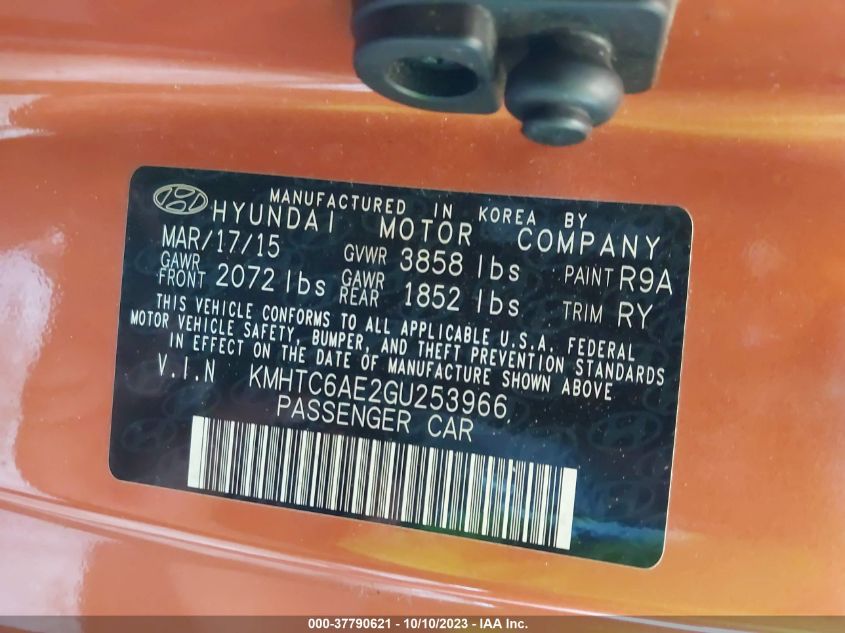 MANUFACTURED IN KOREA BY
HYUNDAI MOTOR COMPANY
MAR/17/15 GVWR 3858 lbs PAINT R9A
GAWR FRONT 2072 lbs GAWR REAR 1852 lbs TRIM RY
THIS VEHICLE CONFORMS TO ALL APPLICABLE U.S.A. FEDERAL
MOTOR VEHICLE SAFETY, BUMPER, AND THEFT PREVENTION STANDARDS
IN EFFECT ON THE DATE OF MANUFACTURE SHOWN ABOVE
V.I.N KMHTC6AE2GU253966
PASSENGER CAR
000-37790621 - 10/10/2023 - IAA Inc.